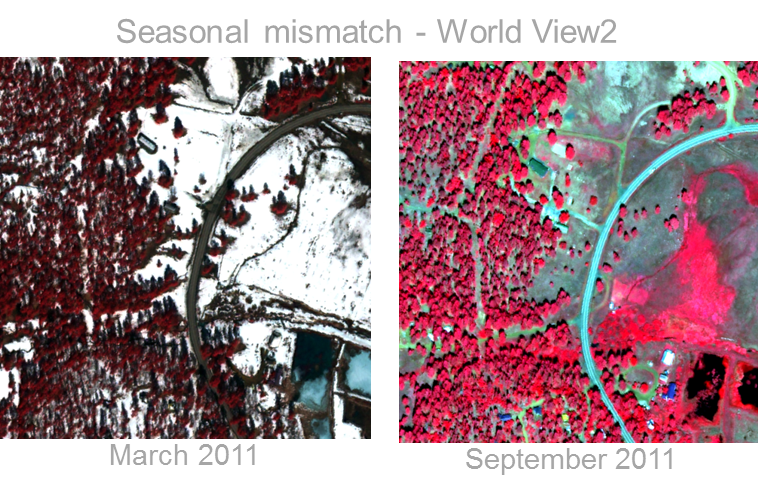 Seasonal mismatch - World View2
March 2011
September 2011